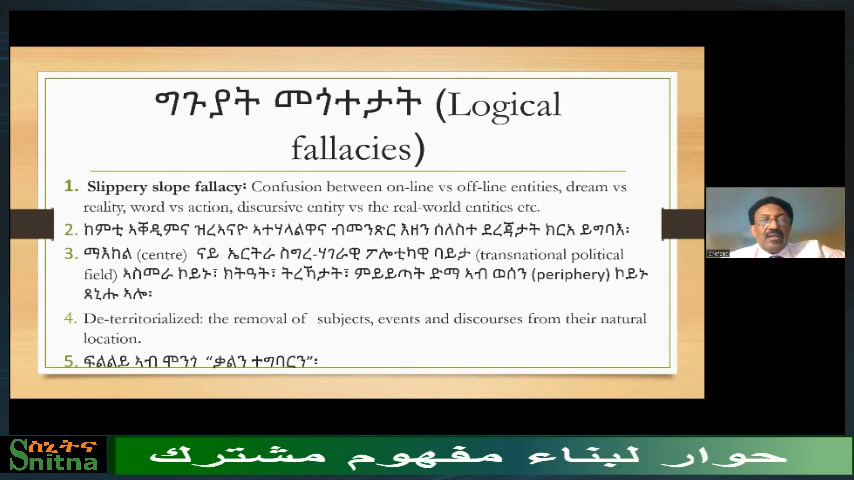 ግጉያት መጎተታት (Logical
fallacies)
1. Slippery slope fallacy፡ Confusion between on-line vs off-line entities, dream vs
reality, word vs action, discursive entity vs the real-world entities etc.
2. ከምቲ ኣቐዲምና ዝረኣናዮ ኣተሃላልዋና ብመንጽር እዘን ሰለስተ ደረጃታት ክርአ ይግባእ፡
3. ማእከል (centre) ናይ ኤርትራ ስግረ-ሃገራዊ ፖሎቲካዊ ባይታ (transnational political
field) ኣስመራ ኮይኑ፣ ክትዓት፣ ትረኻታት፣ ምይይጣት ድማ ኣብ ወሰን (periphery) ኮይኑ
ጸኒሑ ኣሎ፡
4. De-territorialized: the removal of subjects, events and discourses from their natural
location.
5. ፍልልይ ኣብ ሞንጎ “ቃልን ተግባርን”፡
ስኒትና
Snitna
حوار لبناء مفهوم مشترك